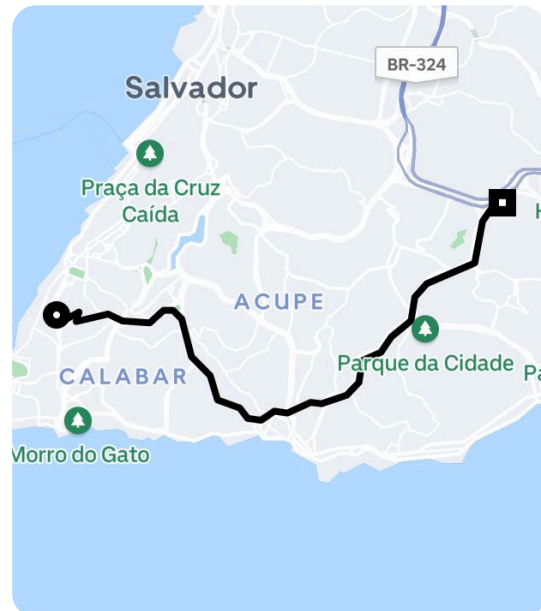 BR-324
Salvador
Praça da Cruz
Caída
ACUPE
Parque da Cidade
CALABAR
Morro do Gato